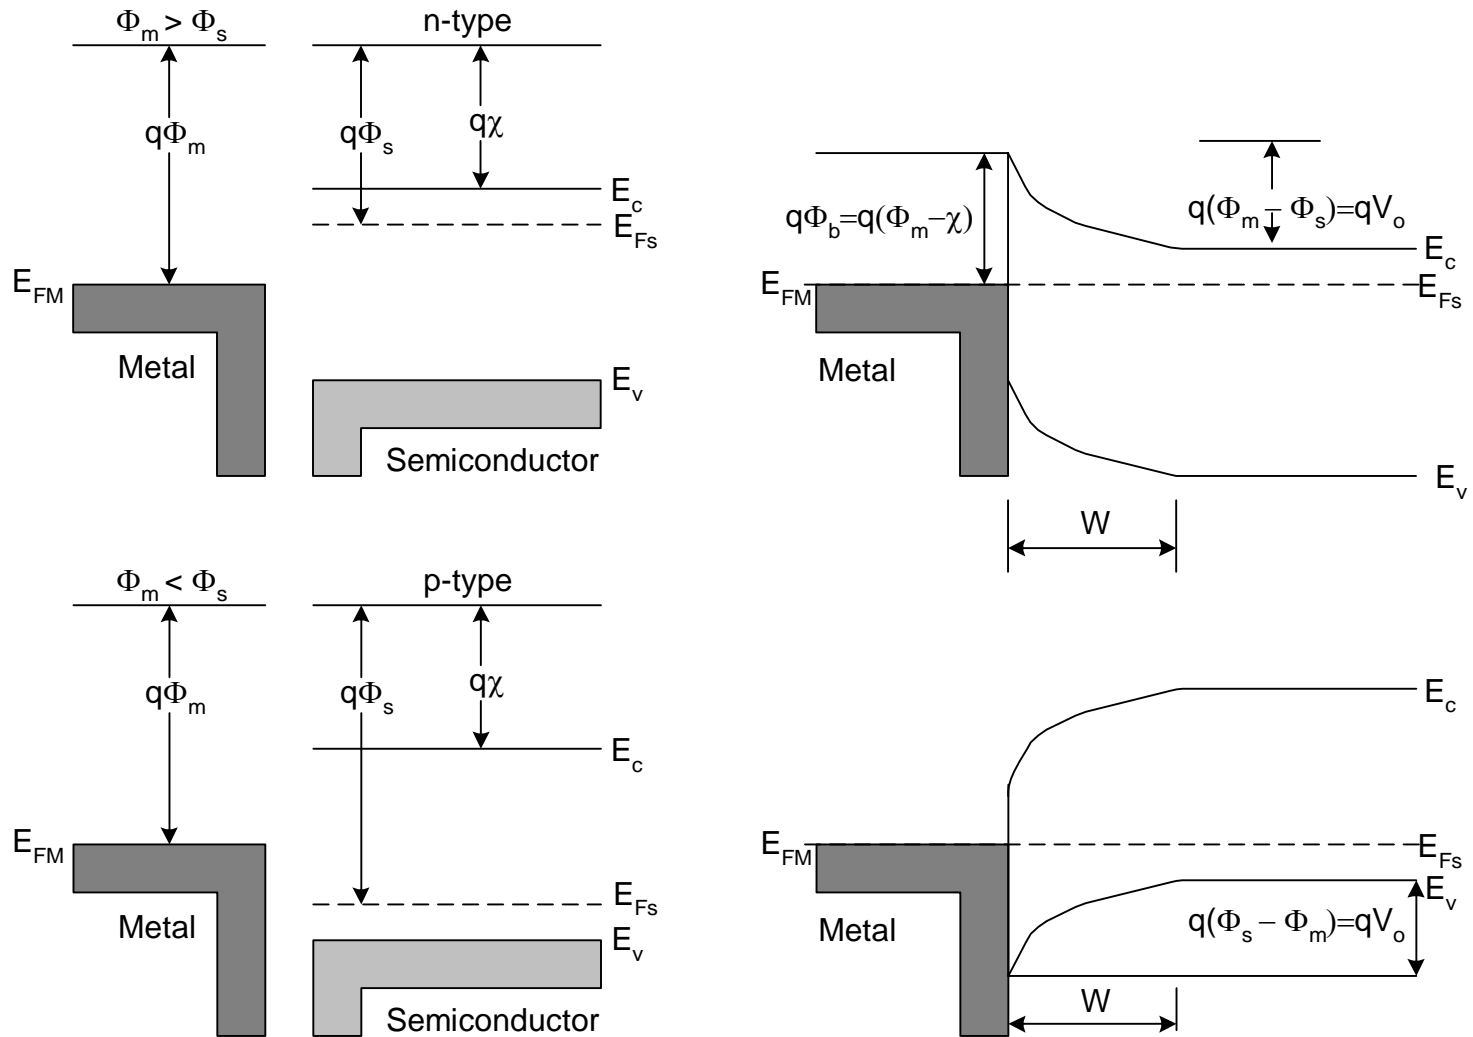 Φm > Φs
n-type
qΦm
qΦs
qχ
Ec
EFs
EFM
Metal
Ev
Semiconductor
qΦb=q(Φm−χ)
q(Φm − Φs)=qVo
Ec
EFM
EFs
Metal
Ev
W
Φm < Φs
p-type
qΦm
qΦs
qχ
Ec
EFM
EFs
Metal
Ev
Semiconductor
Ec
EFM
EFs
Ev
Metal
q(Φs − Φm)=qVo
W